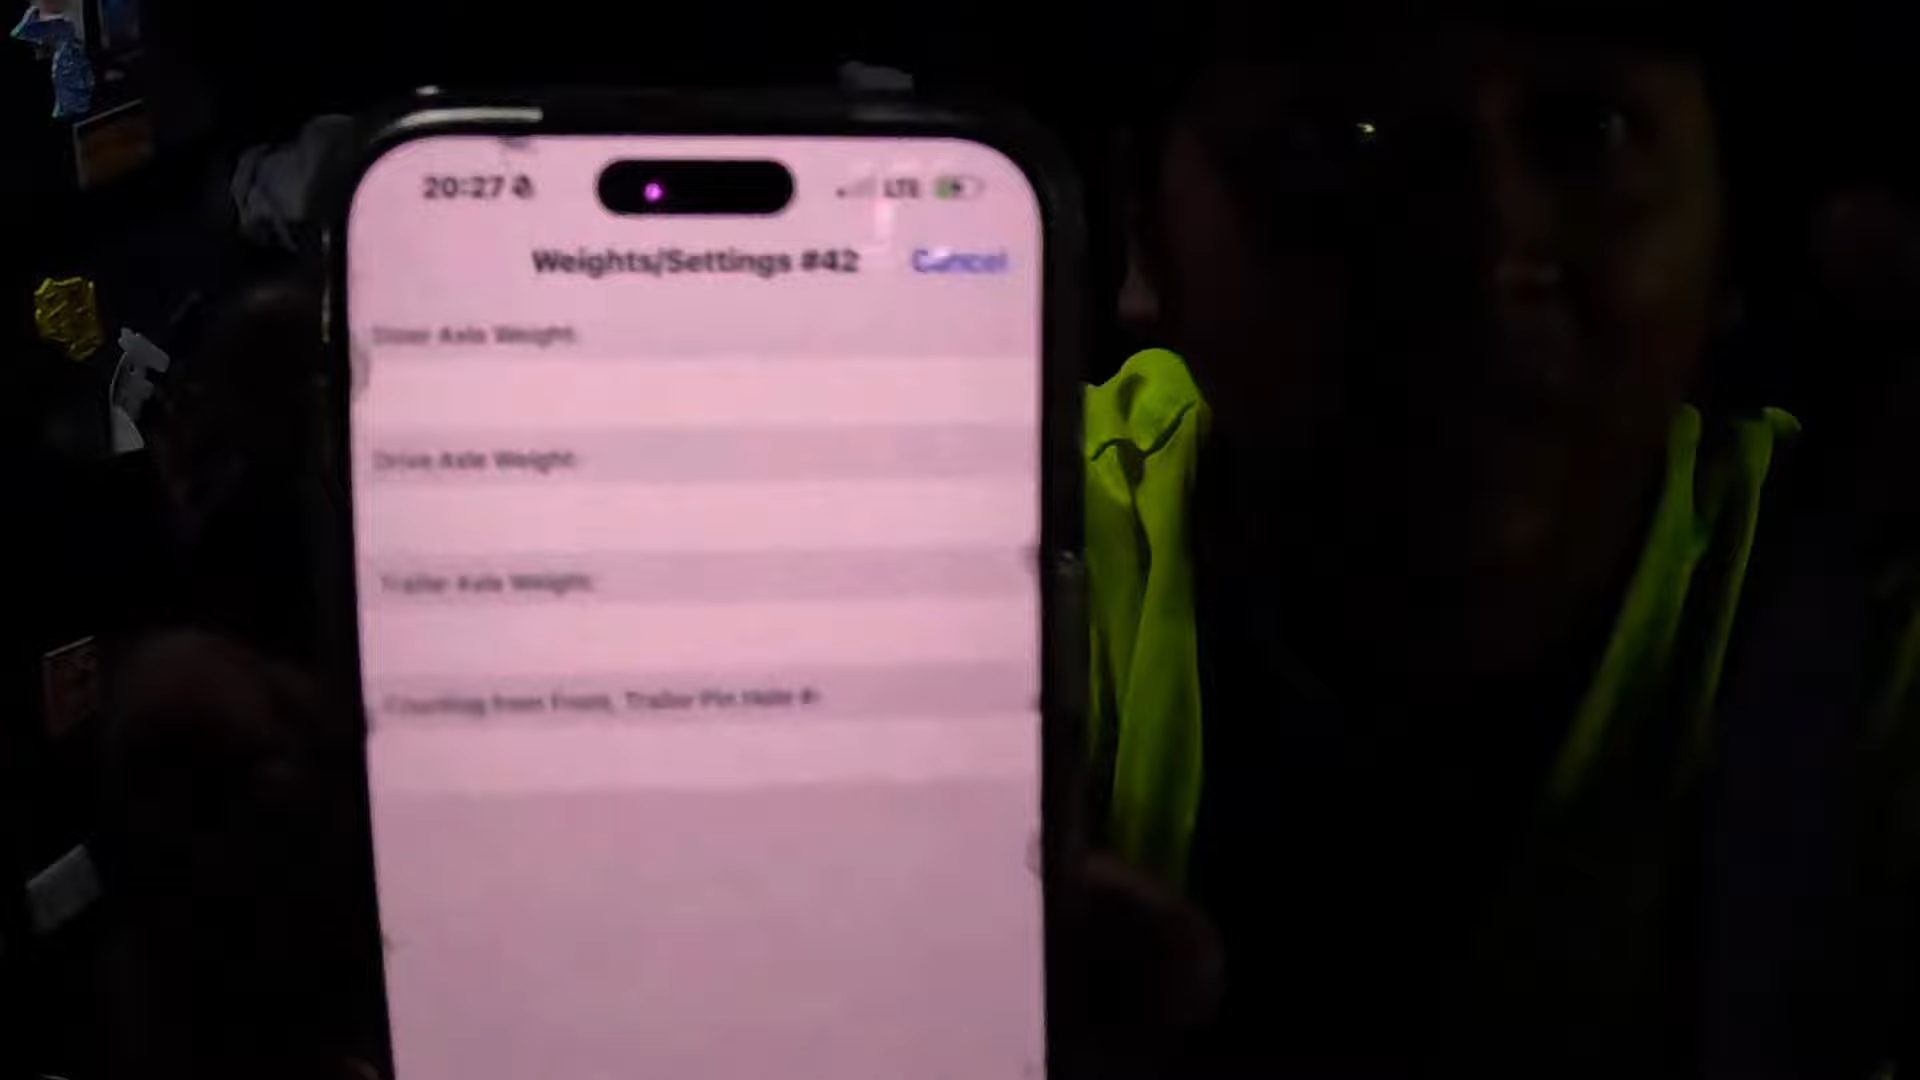 20:27 LTE
Weights/Settings #42 Cancel
Steer Axle Weight:
Drive Axle Weight:
Trailer Axle Weight:
Counting from Front, Trailer Pin Hole #: